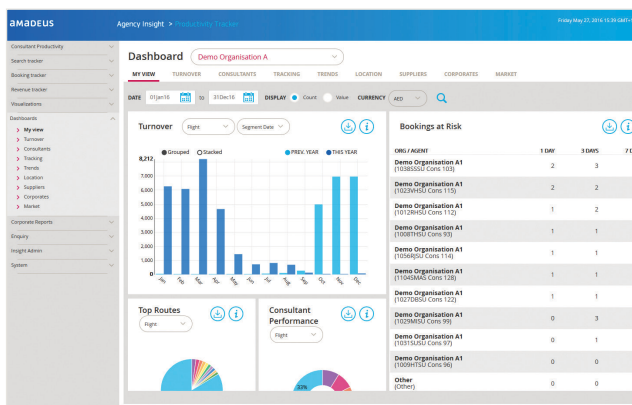 aMaDEUS
Agency Insight > Productivity Tracker
Friday May 27, 2016 15.39 GMT+
Consultant Productivity
Search tracker
Booking tracker
Revenue tracker
Visualizations
Dashboards
My view
Turnover
Consultants
Tracking
Trends
Location
Suppliers
Corporates
Market
Corporate Reports
Enquiry
Insight Admin
System
Dashboard
Demo Organisation A
MY VIEW TURNOVER CONSULTANTS TRACKING TRENDS LOCATION SUPPLIERS CORPORATES MARKET
DATE 01Jan16 to 31Dec16 DISPLAY Count Value CURRENCY AED
Turnover Flight Segment Date
Grouped Stacked PREV. YEAR THIS YEAR
8,212
7,000
6,000
5,000
4,000
3,000
2,000
1,000
0
Jan Feb Mar Apr May Jun Jul Aug Sep Oct Nov Dec
Bookings at Risk
ORG / AGENT 1 DAY 3 DAYS 7 D
Demo Organisation A1
(1038SSSU Cons 103) 2 3
Demo Organisation A1
(1023VHSU Cons 115) 2 2
Demo Organisation A1
(1012RHSU Cons 112) 1 2
Demo Organisation A1
(1008THSU Cons 93) 1 1
Demo Organisation A1
(1056RJSU Cons 114) 1 1
Demo Organisation A1
(1104SMAS Cons 128) 1 1
Demo Organisation A1
(1027DBSU Cons 122) 1 1
Demo Organisation A1
(1029MISU Cons 99) 0 3
Demo Organisation A1
(1031SUSU Cons 97) 0 1
Demo Organisation A1
(1009HTSU Cons 96) 0 0
Other
(Other) 0 0
Top Routes
Flight
Consultant
Performance
Flight
33%